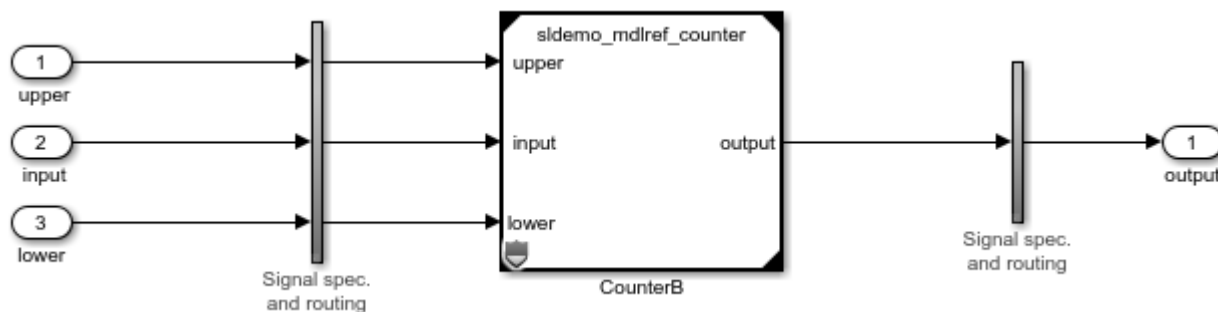 sldemo_mdlref_counter
1
upper
upper
2
input
input
output
1
output
3
lower
lower
Signal spec.
and routing
CounterB
Signal spec.
and routing